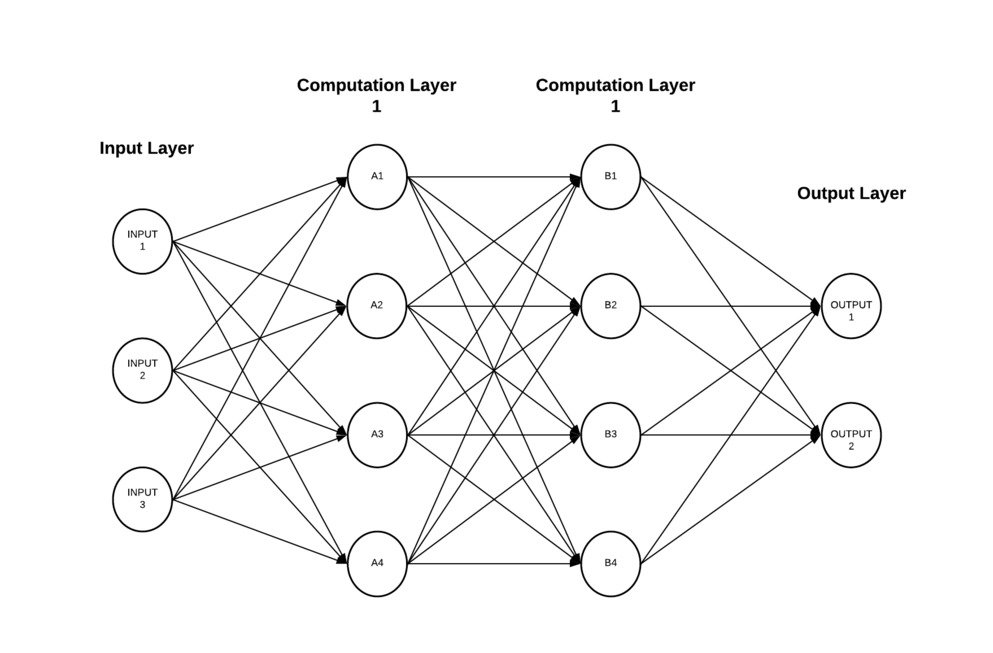 Computation Layer
1
Computation Layer
1
Input Layer
Output Layer
INPUT
1
INPUT
2
INPUT
3
A1
A2
A3
A4
B1
B2
B3
B4
OUTPUT
1
OUTPUT
2